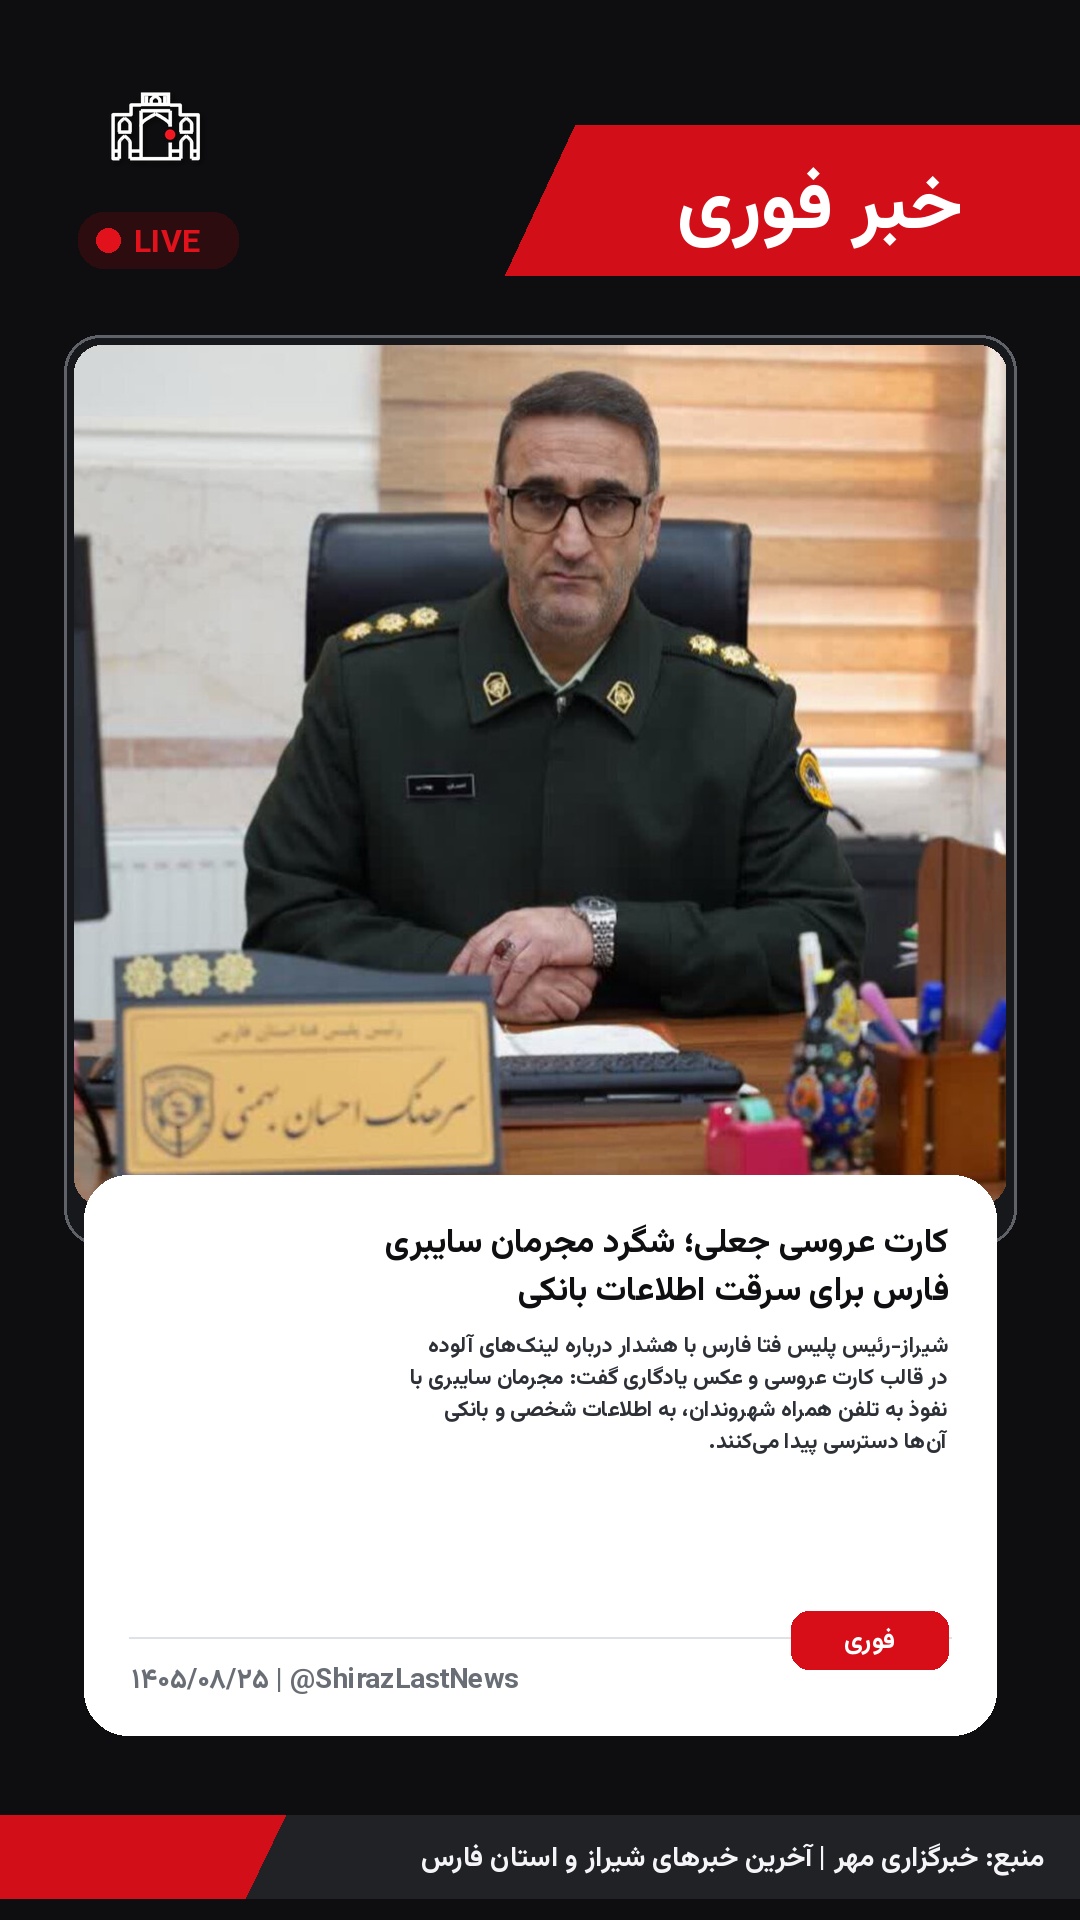 خبر فوری
LIVE
رئیس پلیس فتا استان فارس
سرهنگ احسان بهمنی
کارت عروسی جعلی؛ شگرد مجرمان سایبری
فارس برای سرقت اطلاعات بانکی
شیراز-رئیس پلیس فتا فارس با هشدار درباره لینک‌های آلوده
در قالب کارت عروسی و عکس یادگاری گفت: مجرمان سایبری با
نفوذ به تلفن همراه شهروندان، به اطلاعات شخصی و بانکی
آن‌ها دسترسی پیدا می‌کنند.
فوری
۱۴۰۵/۰۸/۲۵ | @ShirazLastNews
منبع: خبرگزاری مهر | آخرین خبرهای شیراز و استان فارس